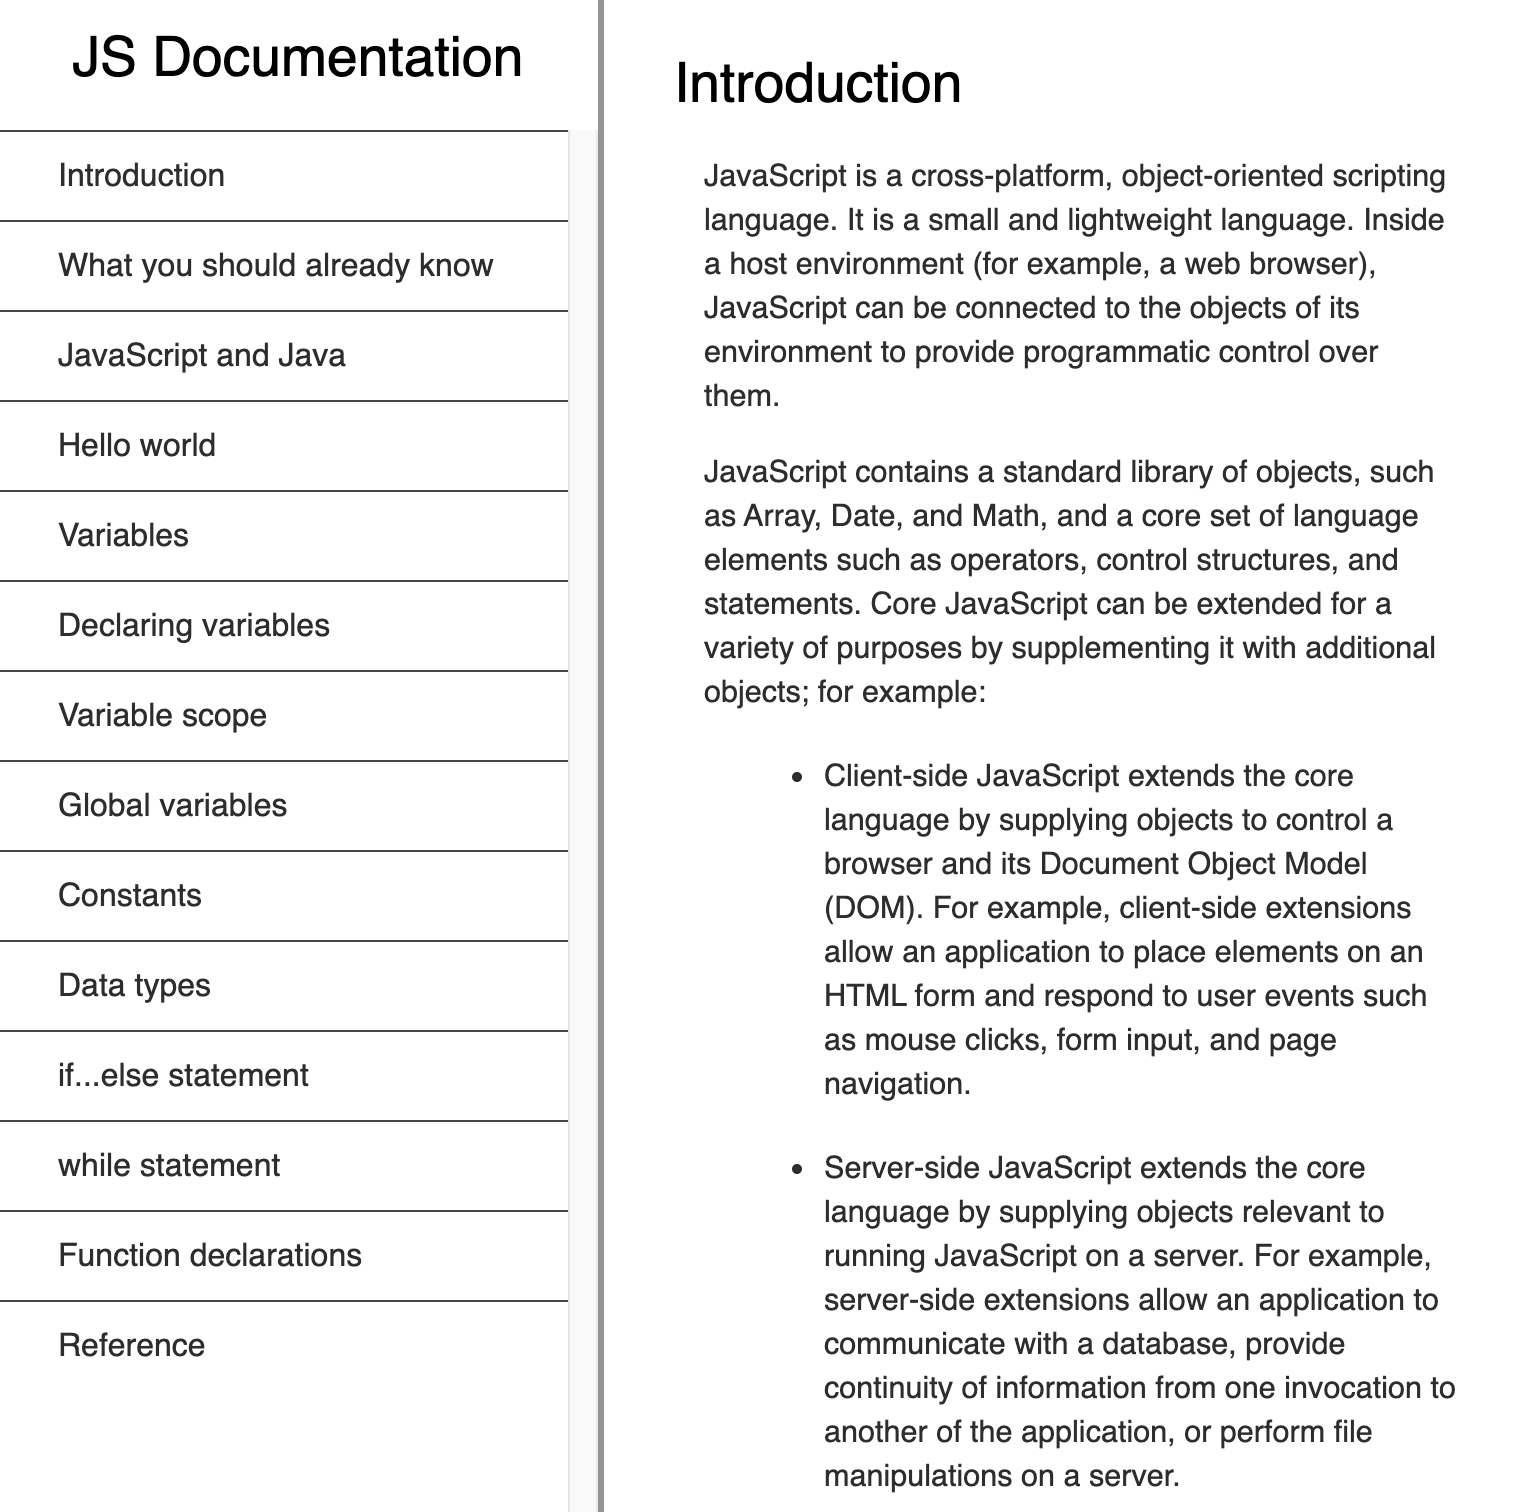 JS Documentation
Introduction
What you should already know
JavaScript and Java
Hello world
Variables
Declaring variables
Variable scope
Global variables
Constants
Data types
if...else statement
while statement
Function declarations
Reference
Introduction
JavaScript is a cross-platform, object-oriented scripting
language. It is a small and lightweight language. Inside
a host environment (for example, a web browser),
JavaScript can be connected to the objects of its
environment to provide programmatic control over
them.
JavaScript contains a standard library of objects, such
as Array, Date, and Math, and a core set of language
elements such as operators, control structures, and
statements. Core JavaScript can be extended for a
variety of purposes by supplementing it with additional
objects; for example:
• Client-side JavaScript extends the core
language by supplying objects to control a
browser and its Document Object Model
(DOM). For example, client-side extensions
allow an application to place elements on an
HTML form and respond to user events such
as mouse clicks, form input, and page
navigation.
• Server-side JavaScript extends the core
language by supplying objects relevant to
running JavaScript on a server. For example,
server-side extensions allow an application to
communicate with a database, provide
continuity of information from one invocation to
another of the application, or perform file
manipulations on a server.